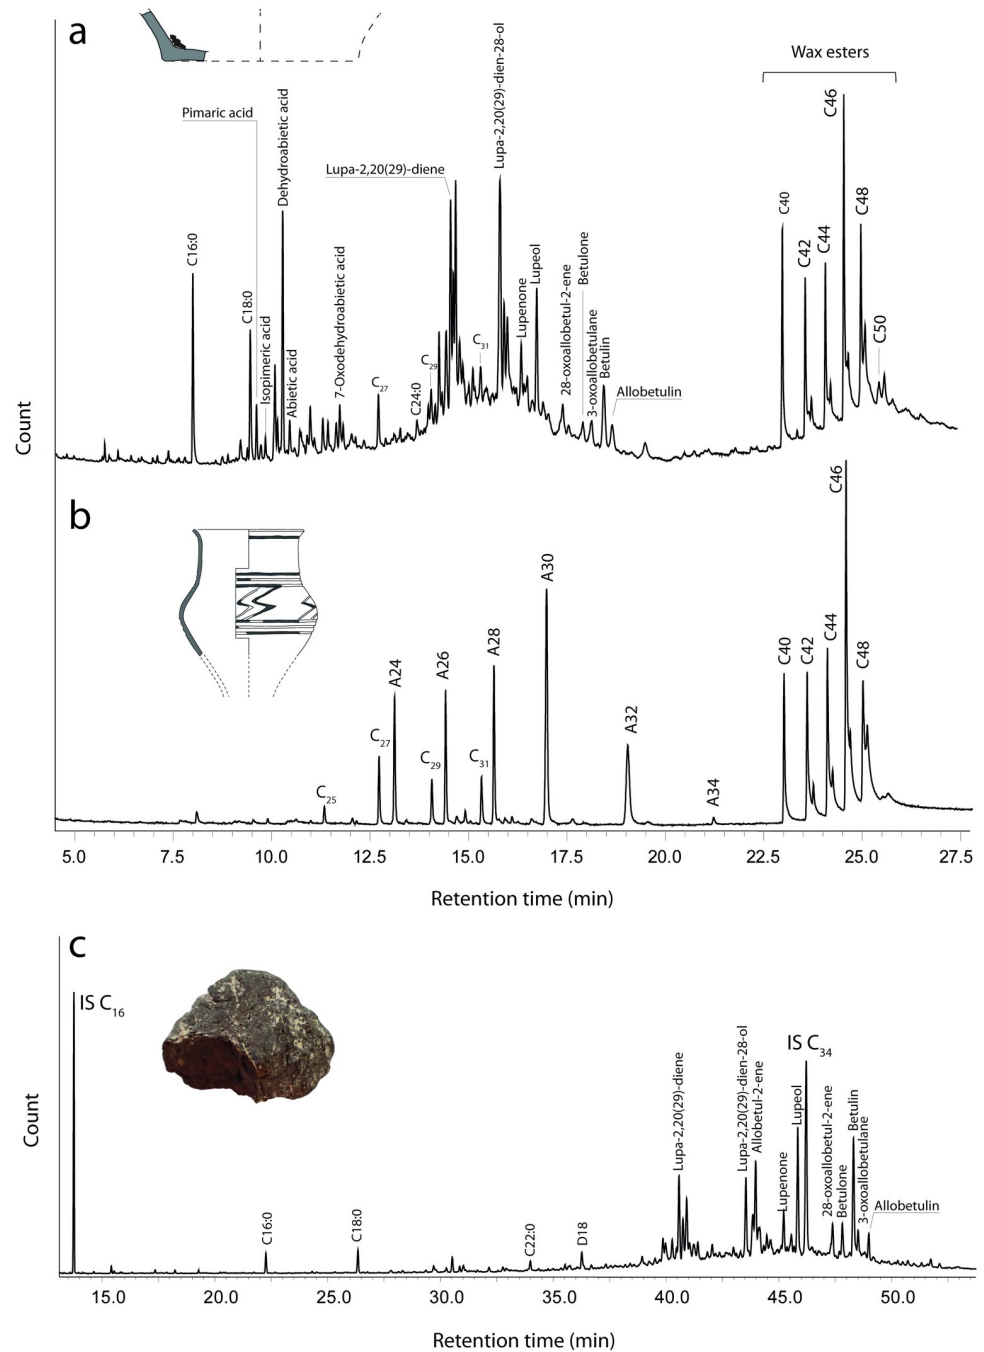 a
Wax esters
Pimaric acid
Dehydroabietic acid
Lupa-2,20(29)-dien-28-ol
C46
Lupa-2,20(29)-diene
C16:0
C18:0
Isopimeric acid
Abietic acid
7-Oxodehydroabietic acid
C27
C24:0
C29
C31
Lupenone
Lupeol
28-oxoallobetul-2-ene
Betulone
3-oxoallobetulane
Betulin
Allobetulin
C40
C42
C44
C48
C50
Count
b
C25
C27
A24
C29
A26
C31
A28
A30
A32
A34
C40
C42
C44
C46
C48
5.0 7.5 10.0 12.5 15.0 17.5 20.0 22.5 25.0 27.5
Retention time (min)
c
IS C16
C16:0
C18:0
C22:0
D18
Lupa-2,20(29)-diene
Lupa-2,20(29)-dien-28-ol
Allobetul-2-ene
Lupenone
Lupeol
IS C34
28-oxoallobetul-2-ene
Betulone
Betulin
3-oxoallobetulane
Allobetulin
Count
15.0 20.0 25.0 30.0 35.0 40.0 45.0 50.0
Retention time (min)